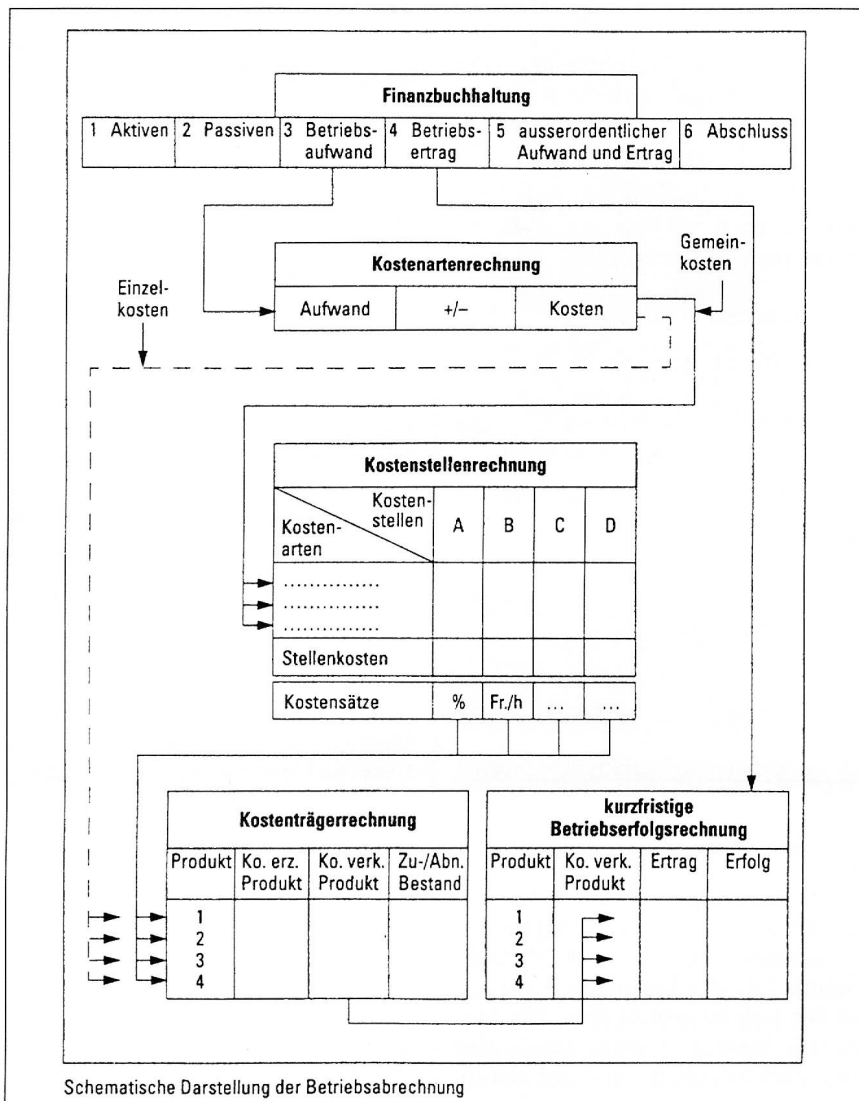 Finanzbuchhaltung
1 Aktiven
2 Passiven
3 Betriebs-
aufwand
4 Betriebs-
ertrag
5 ausserordentlicher
Aufwand und Ertrag
6 Abschluss
Gemein-
kosten
Kostenartenrechnung
Einzel-
kosten
Aufwand
+/–
Kosten
Kostenstellenrechnung
Kosten-
stellen
Kosten-
arten
A
B
C
D
...............
...............
...............
Stellenkosten
Kostensätze
%
Fr./h
...
...
Kostenträgerrechnung
Produkt
Ko. erz.
Produkt
Ko. verk.
Produkt
Zu-/Abn.
Bestand
1
2
3
4
kurzfristige
Betriebserfolgsrechnung
Produkt
Ko. verk.
Produkt
Ertrag
Erfolg
1
2
3
4
Schematische Darstellung der Betriebsabrechnung